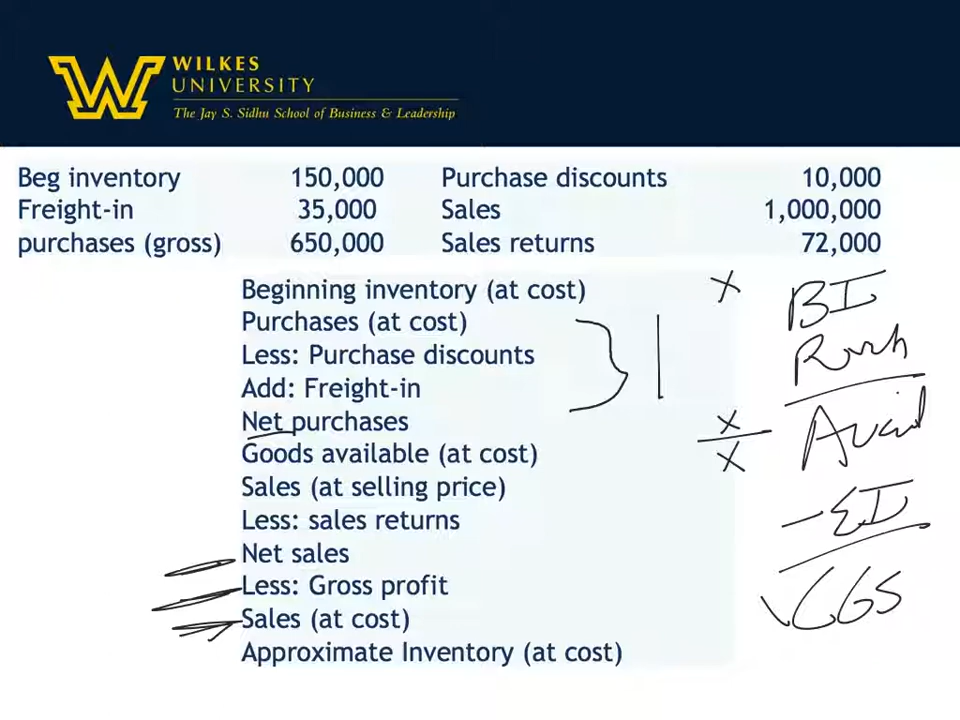 WILKES
UNIVERSITY
The Jay S. Sidhu School of Business & Leadership
Beg inventory 150,000 Purchase discounts 10,000
Freight-in 35,000 Sales 1,000,000
purchases (gross) 650,000 Sales returns 72,000
Beginning inventory (at cost) x BI
Purchases (at cost)
Less: Purchase discounts Purch
Add: Freight-in
Net purchases x Avail
Goods available (at cost) x
Sales (at selling price) - EI
Less: sales returns
Net sales
Less: Gross profit CGS
Sales (at cost)
Approximate Inventory (at cost)